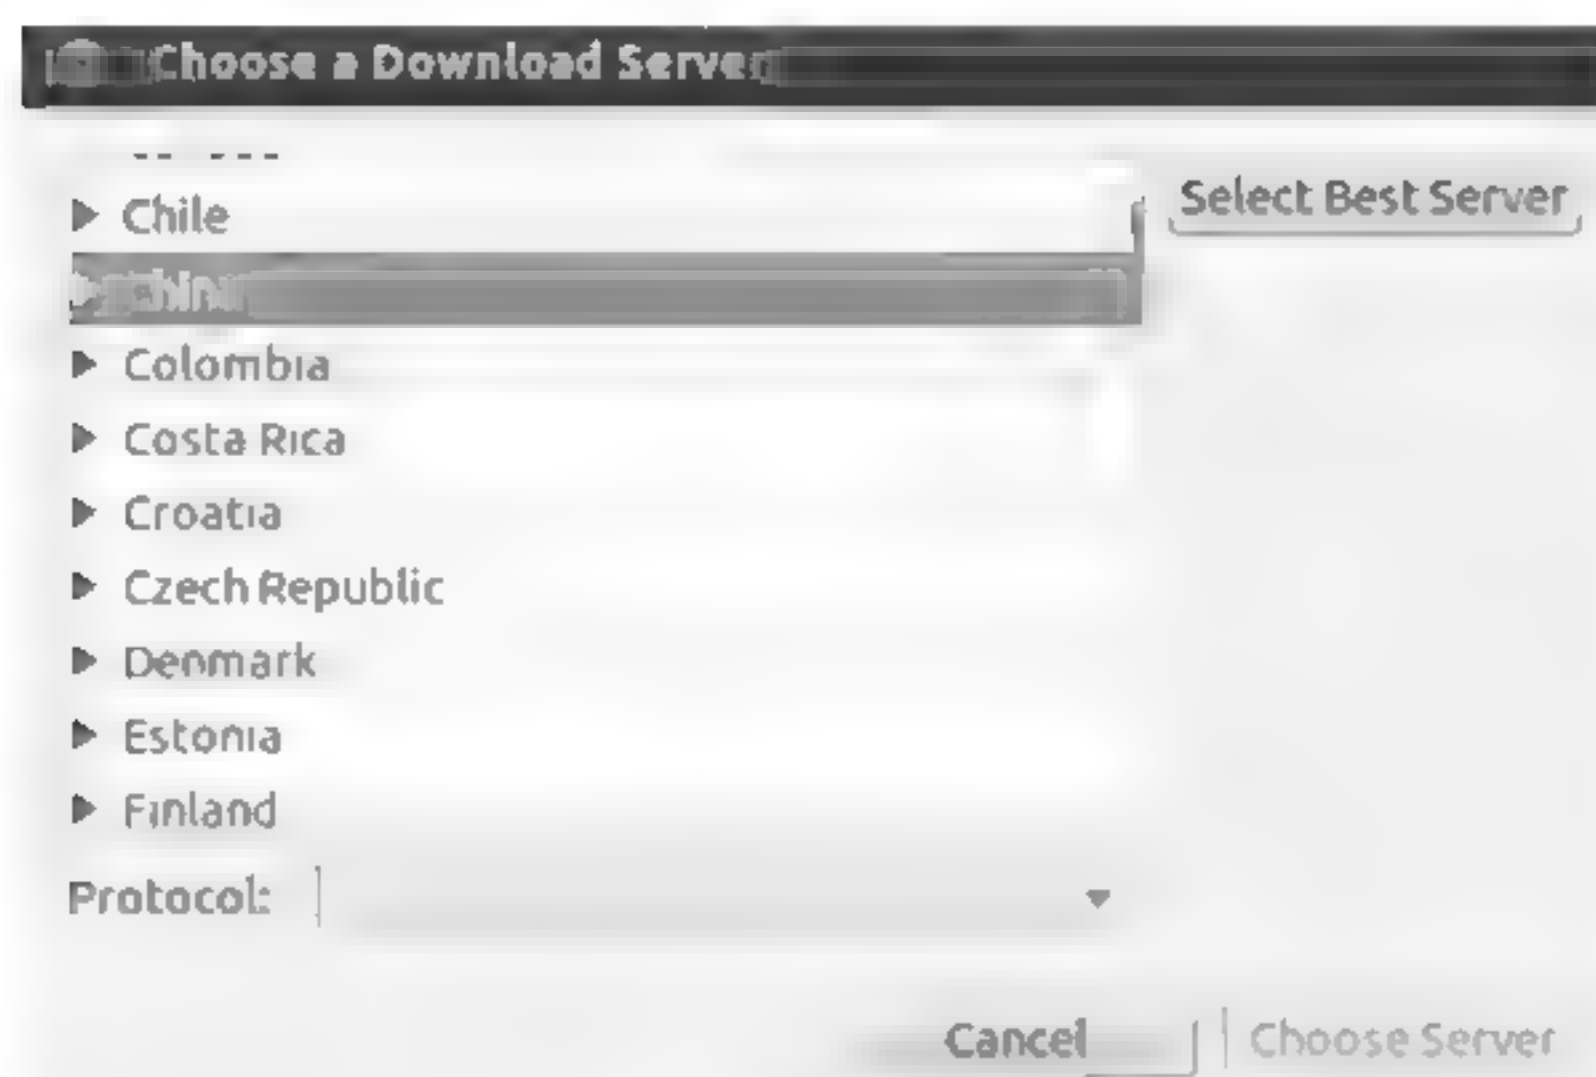 Choose a Download Server
Chile
Select Best Server
China
Colombia
Costa Rica
Croatia
Czech Republic
Denmark
Estonia
Finland
Protocol:
Cancel
Choose Server